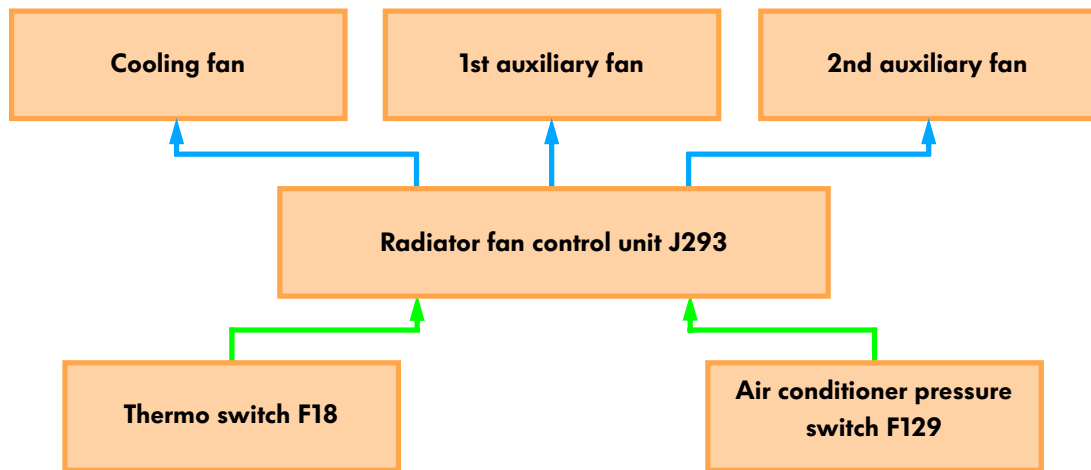 Cooling fan
1st auxiliary fan
2nd auxiliary fan
Radiator fan control unit J293
Thermo switch F18
Air conditioner pressure
switch F129